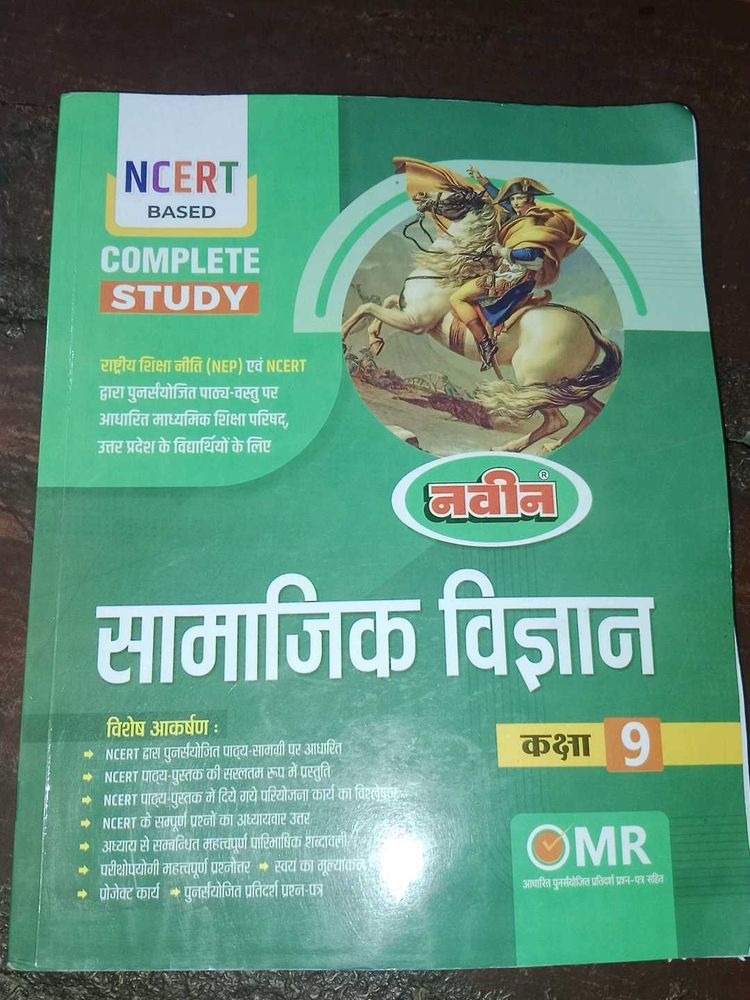 NCERT
BASED
COMPLETE
STUDY
राष्ट्रीय शिक्षा नीति (NEP) एवं NCERT
द्वारा पुनर्संयोजित पाठ्य-वस्तु पर
आधारित माध्यमिक शिक्षा परिषद्,
उत्तर प्रदेश के विद्यार्थियों के लिए
नवीन ®
सामाजिक विज्ञान
कक्षा 9
विशेष आकर्षण :
➔ NCERT द्वारा पुनर्संयोजित पाठ्य-सामग्री पर आधारित
➔ NCERT पाठ्य-पुस्तक की सरलतम रूप में प्रस्तुति
➔ NCERT पाठ्य-पुस्तक में दिये गये परियोजना कार्य का विश्लेषण
➔ NCERT के सम्पूर्ण प्रश्नों का अध्यायवार उत्तर
➔ अध्याय से सम्बन्धित महत्त्वपूर्ण पारिभाषिक शब्दावली
➔ परीक्षोपयोगी महत्त्वपूर्ण प्रश्नोत्तर ➔ स्वयं का मूल्यांकन
➔ प्रोजेक्ट कार्य ➔ पुनर्संयोजित प्रतिदर्श प्रश्न-पत्र
OMR
आधारित पुनर्संयोजित प्रतिदर्श प्रश्न-पत्र सहित